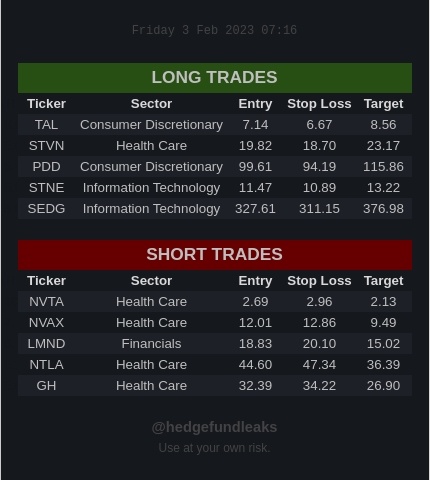 Friday 3 Feb 2023 07:16
LONG TRADES
Ticker Sector Entry Stop Loss Target
TAL Consumer Discretionary 7.14 6.67 8.56
STVN Health Care 19.82 18.70 23.17
PDD Consumer Discretionary 99.61 94.19 115.86
STNE Information Technology 11.47 10.89 13.22
SEDG Information Technology 327.61 311.15 376.98
SHORT TRADES
Ticker Sector Entry Stop Loss Target
NVTA Health Care 2.69 2.96 2.13
NVAX Health Care 12.01 12.86 9.49
LMND Financials 18.83 20.10 15.02
NTLA Health Care 44.60 47.34 36.39
GH Health Care 32.39 34.22 26.90
@hedgefundleaks
Use at your own risk.